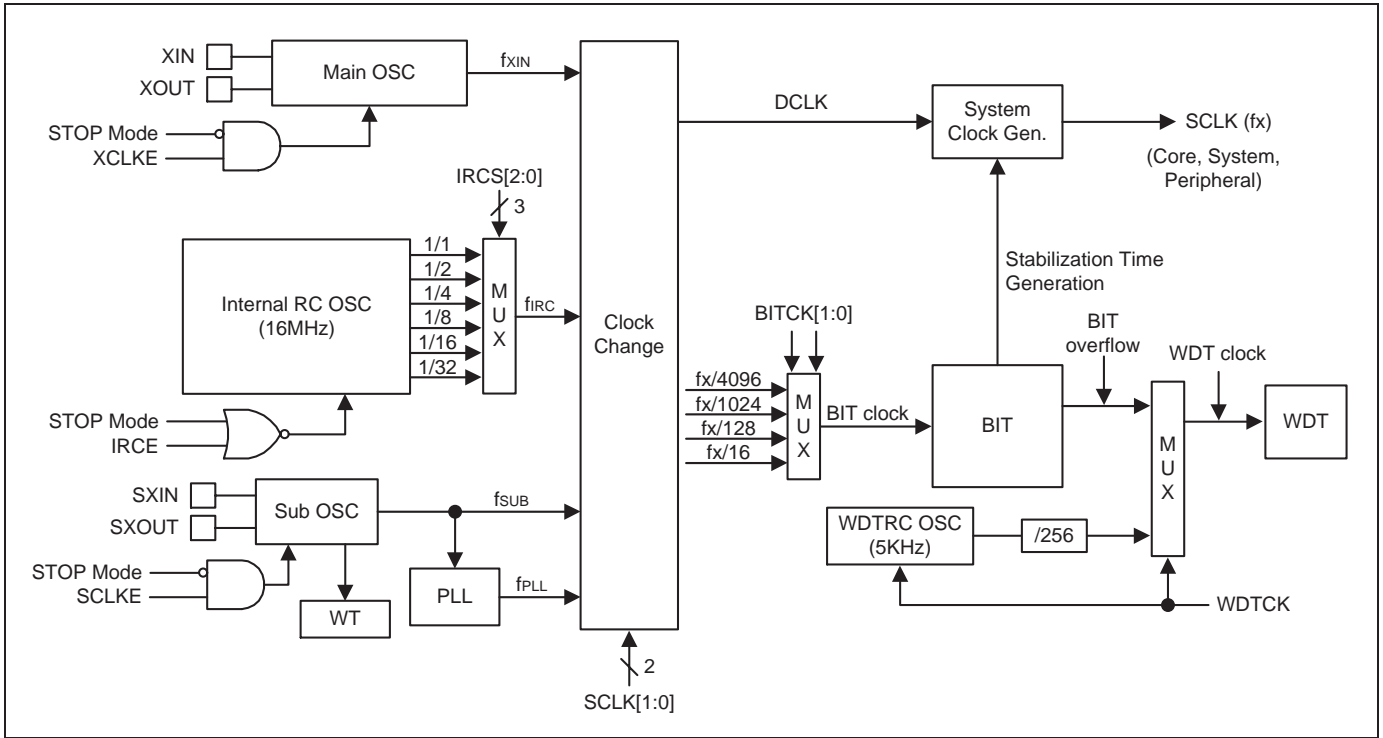 XIN
XOUT
Main OSC
fXIN
STOP Mode
XCLKE
DCLK
System
Clock Gen.
SCLK (fx)
(Core, System,
Peripheral)
IRCS[2:0]
3
Internal RC OSC
(16MHz)
1/1
1/2
1/4
1/8
1/16
1/32
M
U
X
fIRC
STOP Mode
IRCE
Clock
Change
Stabilization Time
Generation
BITCK[1:0]
fx/4096
fx/1024
fx/128
fx/16
M
U
X
BIT clock
BIT
BIT
overflow
WDT clock
M
U
X
WDT
SXIN
SXOUT
Sub OSC
fSUB
STOP Mode
SCLKE
WT
PLL
fPLL
WDTRC OSC
(5KHz)
/256
WDTCK
2
SCLK[1:0]